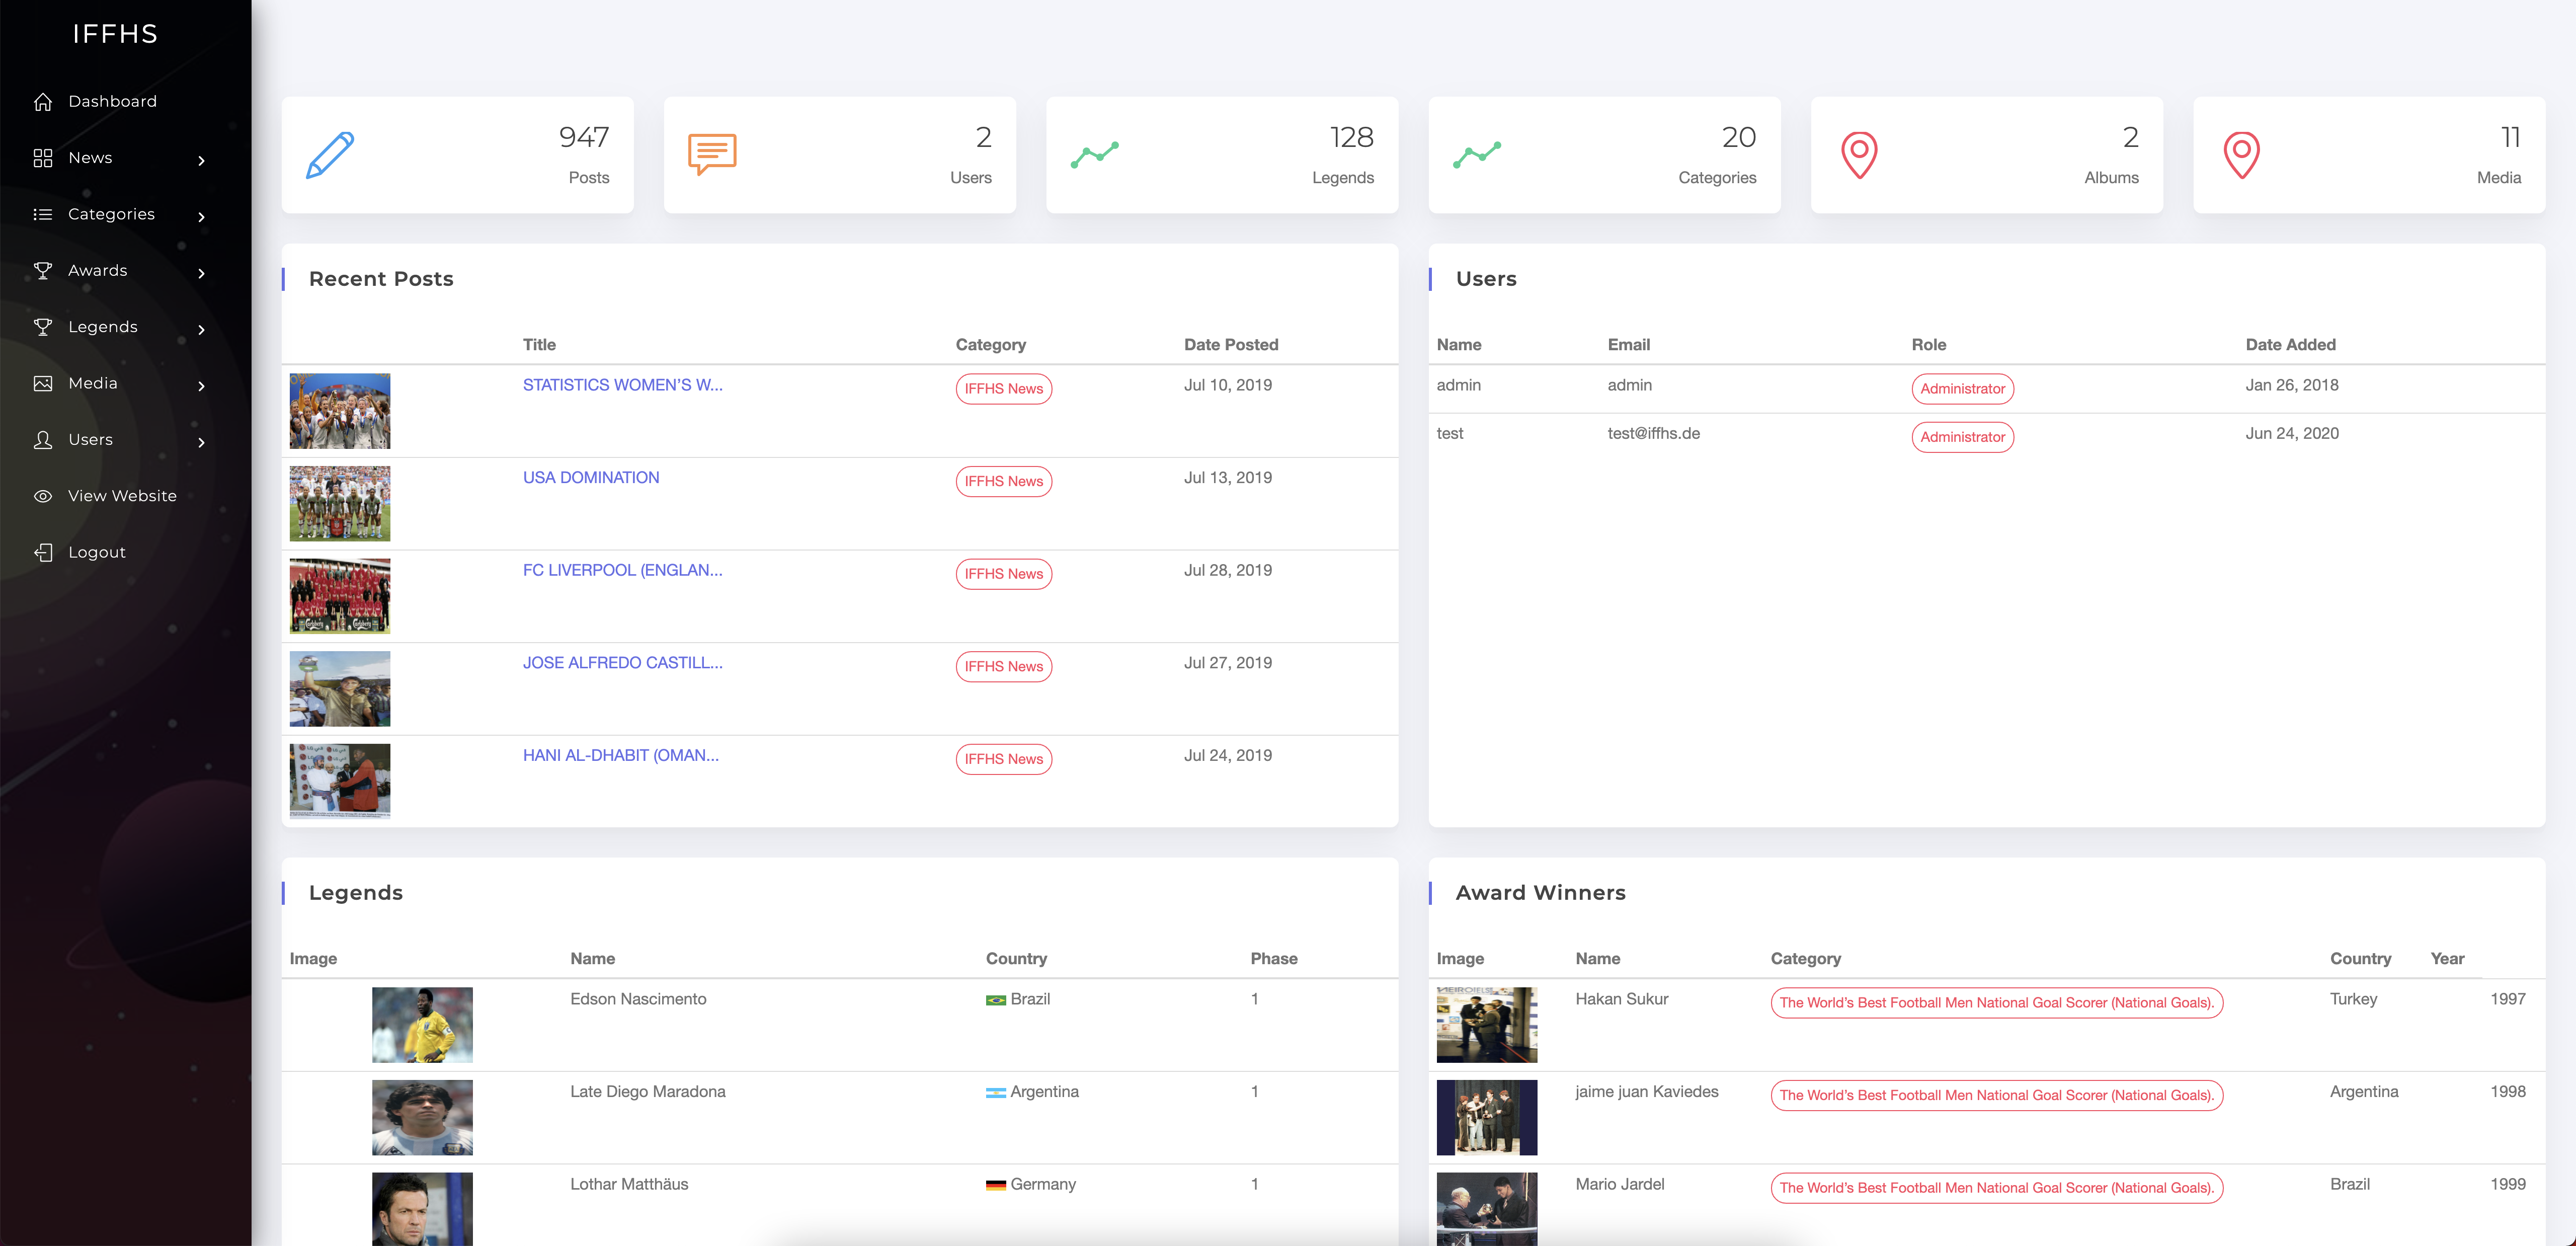 IFFHS
Dashboard
News
Categories
Awards
Legends
Media
Users
View Website
Logout
947
Posts
2
Users
128
Legends
20
Categories
2
Albums
11
Media
Recent Posts
Title Category Date Posted
STATISTICS WOMEN'S W... IFFHS News Jul 10, 2019
USA DOMINATION IFFHS News Jul 13, 2019
FC LIVERPOOL (ENGLAN... IFFHS News Jul 28, 2019
JOSE ALFREDO CASTILL... IFFHS News Jul 27, 2019
HANI AL-DHABIT (OMAN... IFFHS News Jul 24, 2019
Users
Name Email Role Date Added
admin admin Administrator Jan 26, 2018
test test@iffhs.de Administrator Jun 24, 2020
Legends
Image Name Country Phase
Edson Nascimento Brazil 1
Late Diego Maradona Argentina 1
Lothar Matthäus Germany 1
Award Winners
Image Name Category Country Year
Hakan Sukur The World's Best Football Men National Goal Scorer (National Goals). Turkey 1997
jaime juan Kaviedes The World's Best Football Men National Goal Scorer (National Goals). Argentina 1998
Mario Jardel The World's Best Football Men National Goal Scorer (National Goals). Brazil 1999